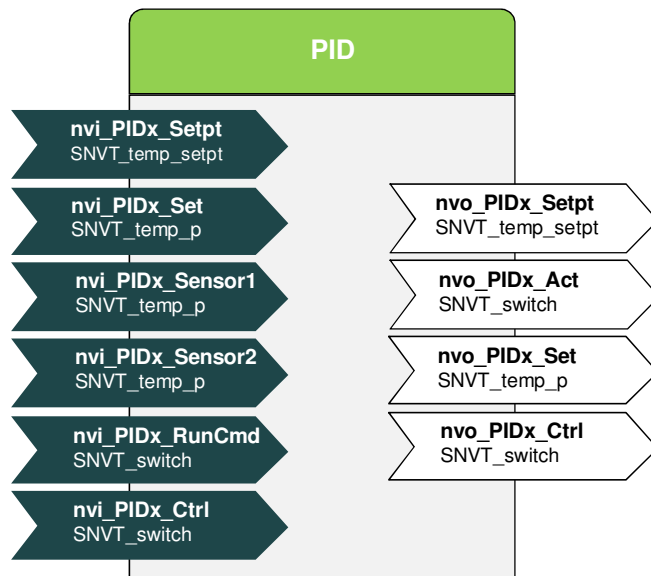 PID
nvi_PIDx_Setpt
SNVT_temp_setpt
nvi_PIDx_Set
SNVT_temp_p
nvi_PIDx_Sensor1
SNVT_temp_p
nvi_PIDx_Sensor2
SNVT_temp_p
nvi_PIDx_RunCmd
SNVT_switch
nvi_PIDx_Ctrl
SNVT_switch
nvo_PIDx_Setpt
SNVT_temp_setpt
nvo_PIDx_Act
SNVT_switch
nvo_PIDx_Set
SNVT_temp_p
nvo_PIDx_Ctrl
SNVT_switch